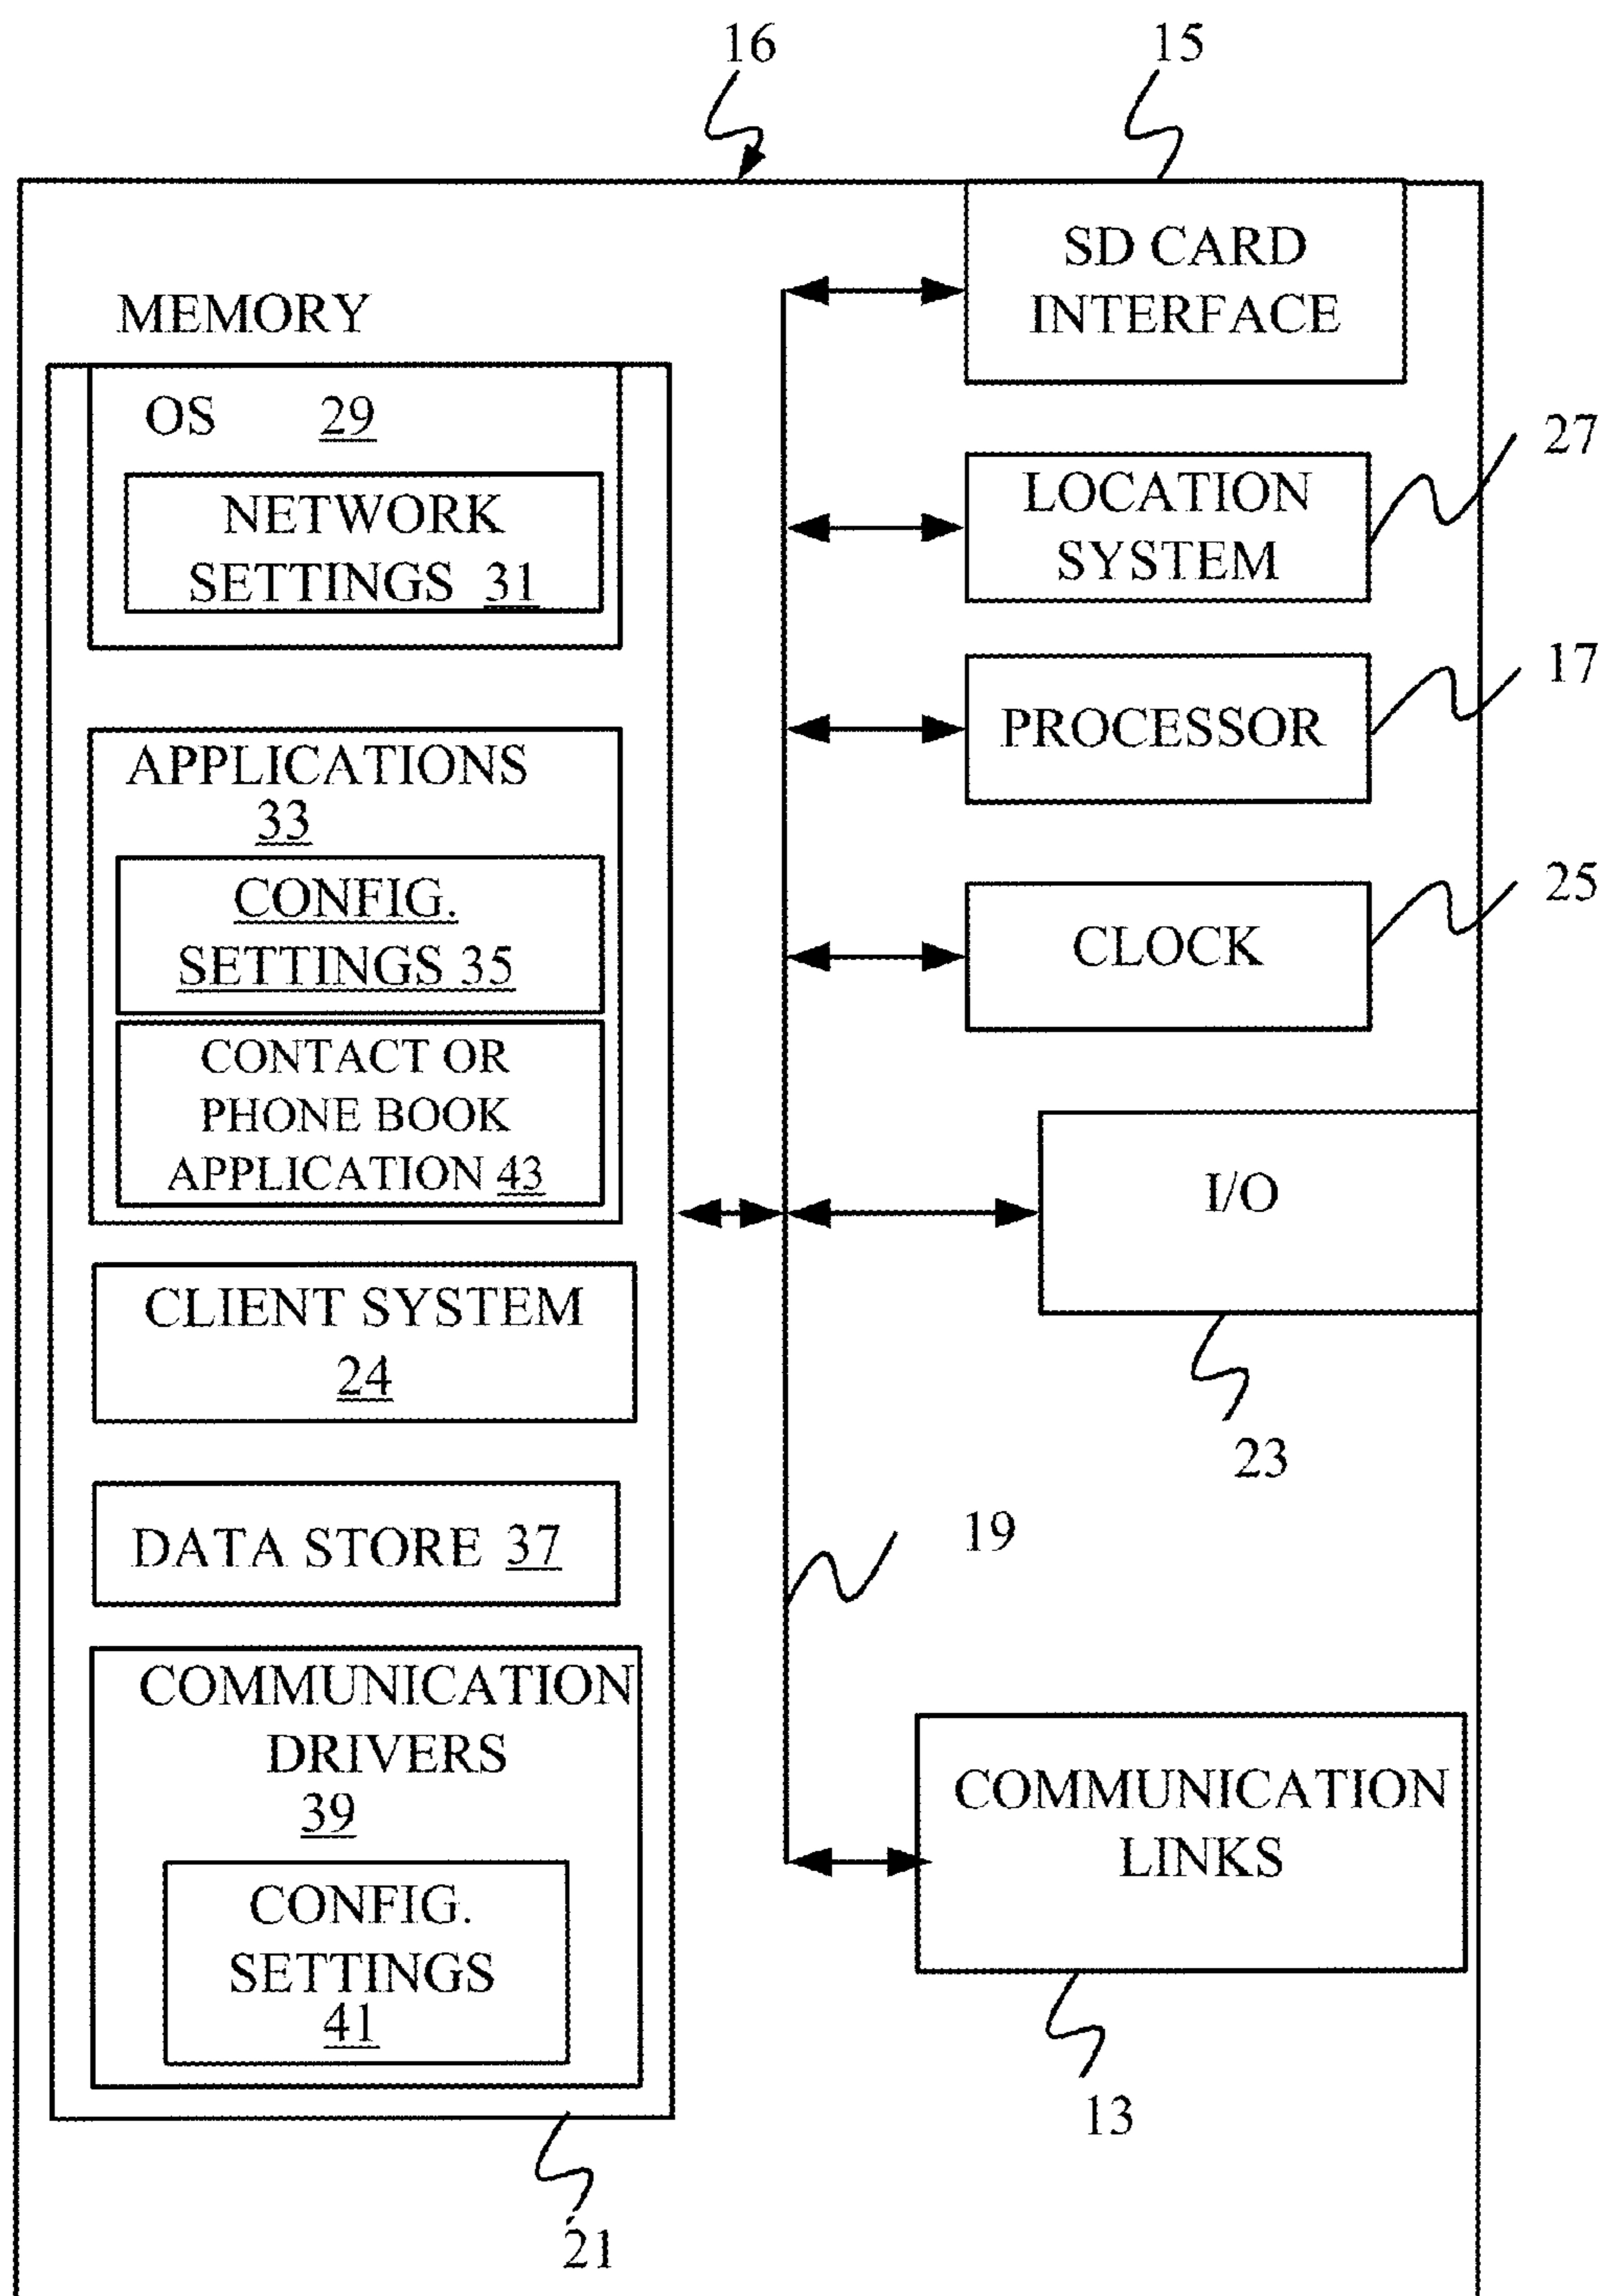 16
15
SD CARD
INTERFACE
MEMORY
OS 29
NETWORK
SETTINGS 31
27
LOCATION
SYSTEM
17
PROCESSOR
APPLICATIONS
33
CONFIG.
SETTINGS 35
CONTACT OR
PHONE BOOK
APPLICATION 43
25
CLOCK
I/O
23
CLIENT SYSTEM
24
DATA STORE 37
19
COMMUNICATION
DRIVERS
39
CONFIG.
SETTINGS
41
COMMUNICATION
LINKS
13
21